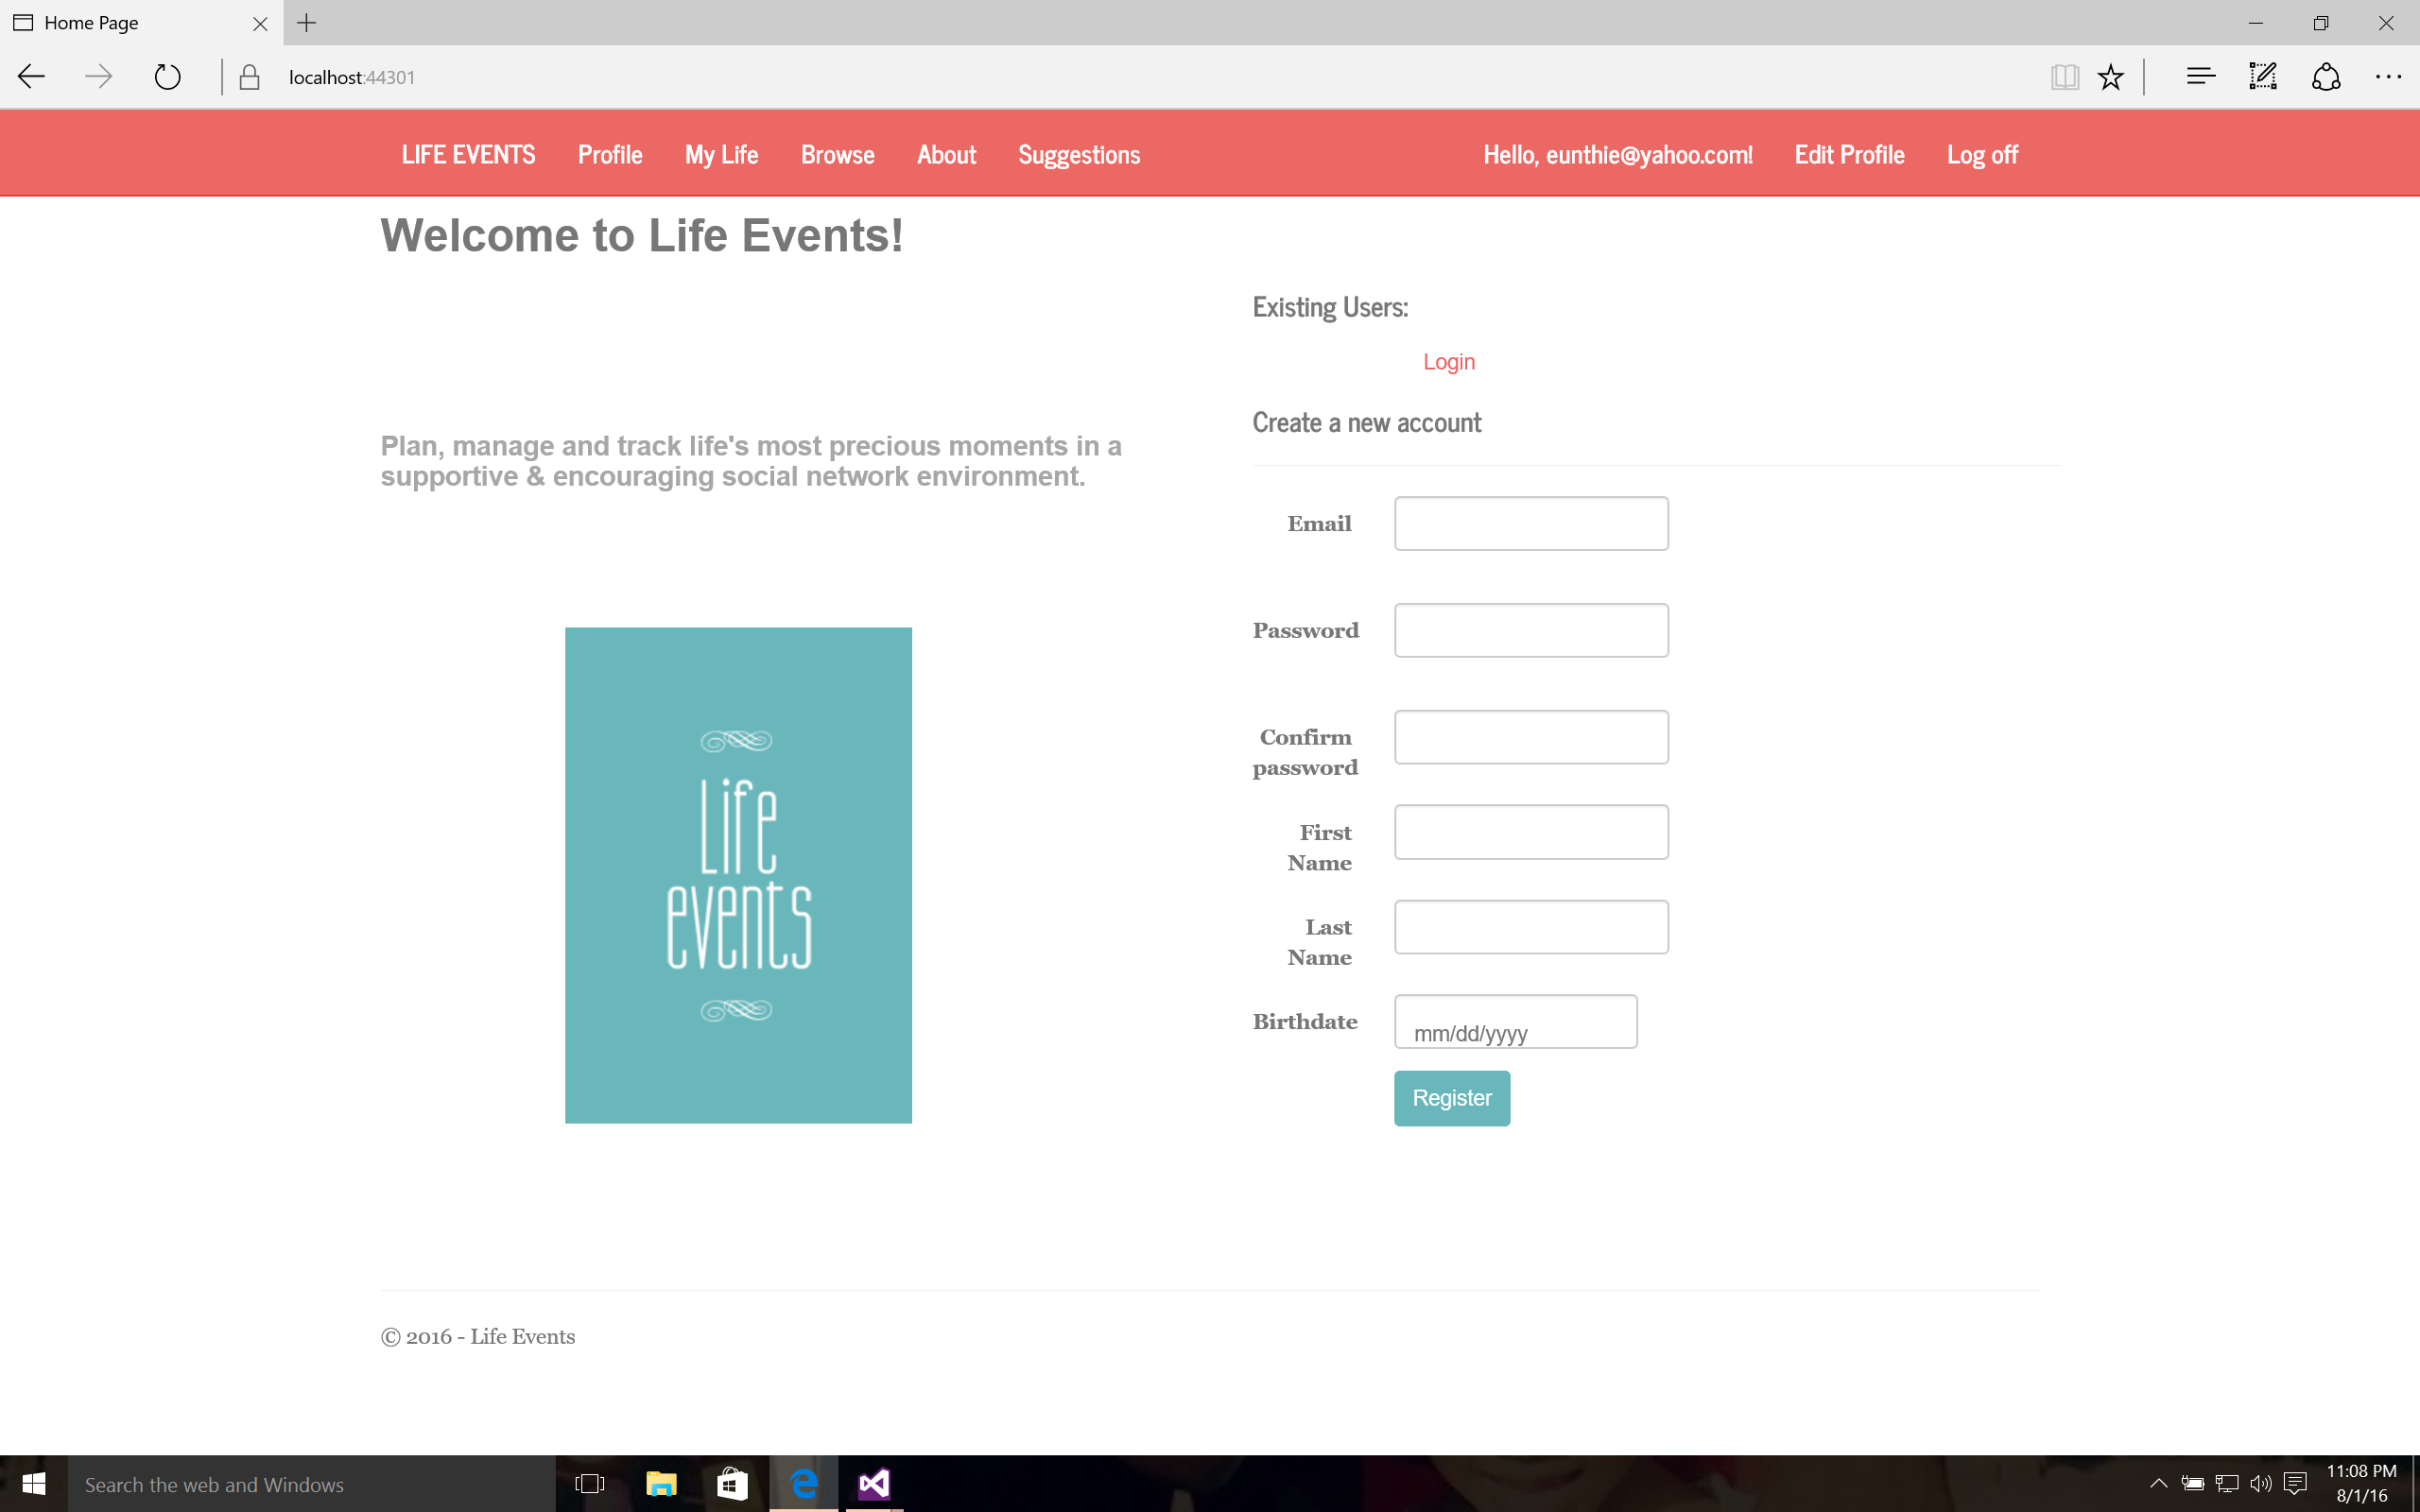 Home Page
localhost:44301
LIFE EVENTS Profile My Life Browse About Suggestions Hello, eunthie@yahoo.com! Edit Profile Log off
Welcome to Life Events!
Plan, manage and track life's most precious moments in a
supportive & encouraging social network environment.
Life
events
Existing Users:
Login
Create a new account
Email
Password
Confirm
password
First
Name
Last
Name
Birthdate
mm/dd/yyyy
Register
© 2016 - Life Events
Search the web and Windows
11:08 PM
8/1/16